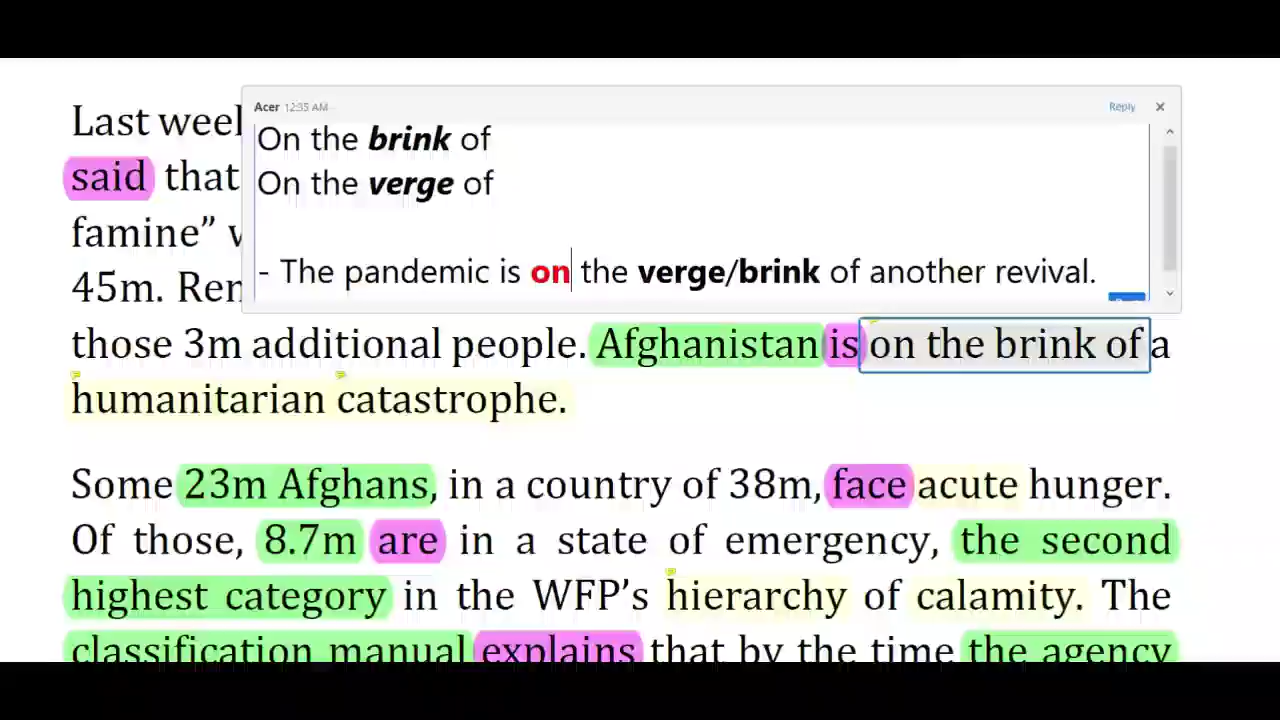 Last week
Acer 12:35 AM
Reply
On the brink of
said that
On the verge of
famine”
- The pandemic is on the verge/brink of another revival.
45m.
those 3m additional people. Afghanistan is on the brink of a
humanitarian catastrophe.
Some 23m Afghans, in a country of 38m, face acute hunger.
Of those, 8.7m are in a state of emergency, the second
highest category in the WFP’s hierarchy of calamity. The
classification manual explains that by the time the agency